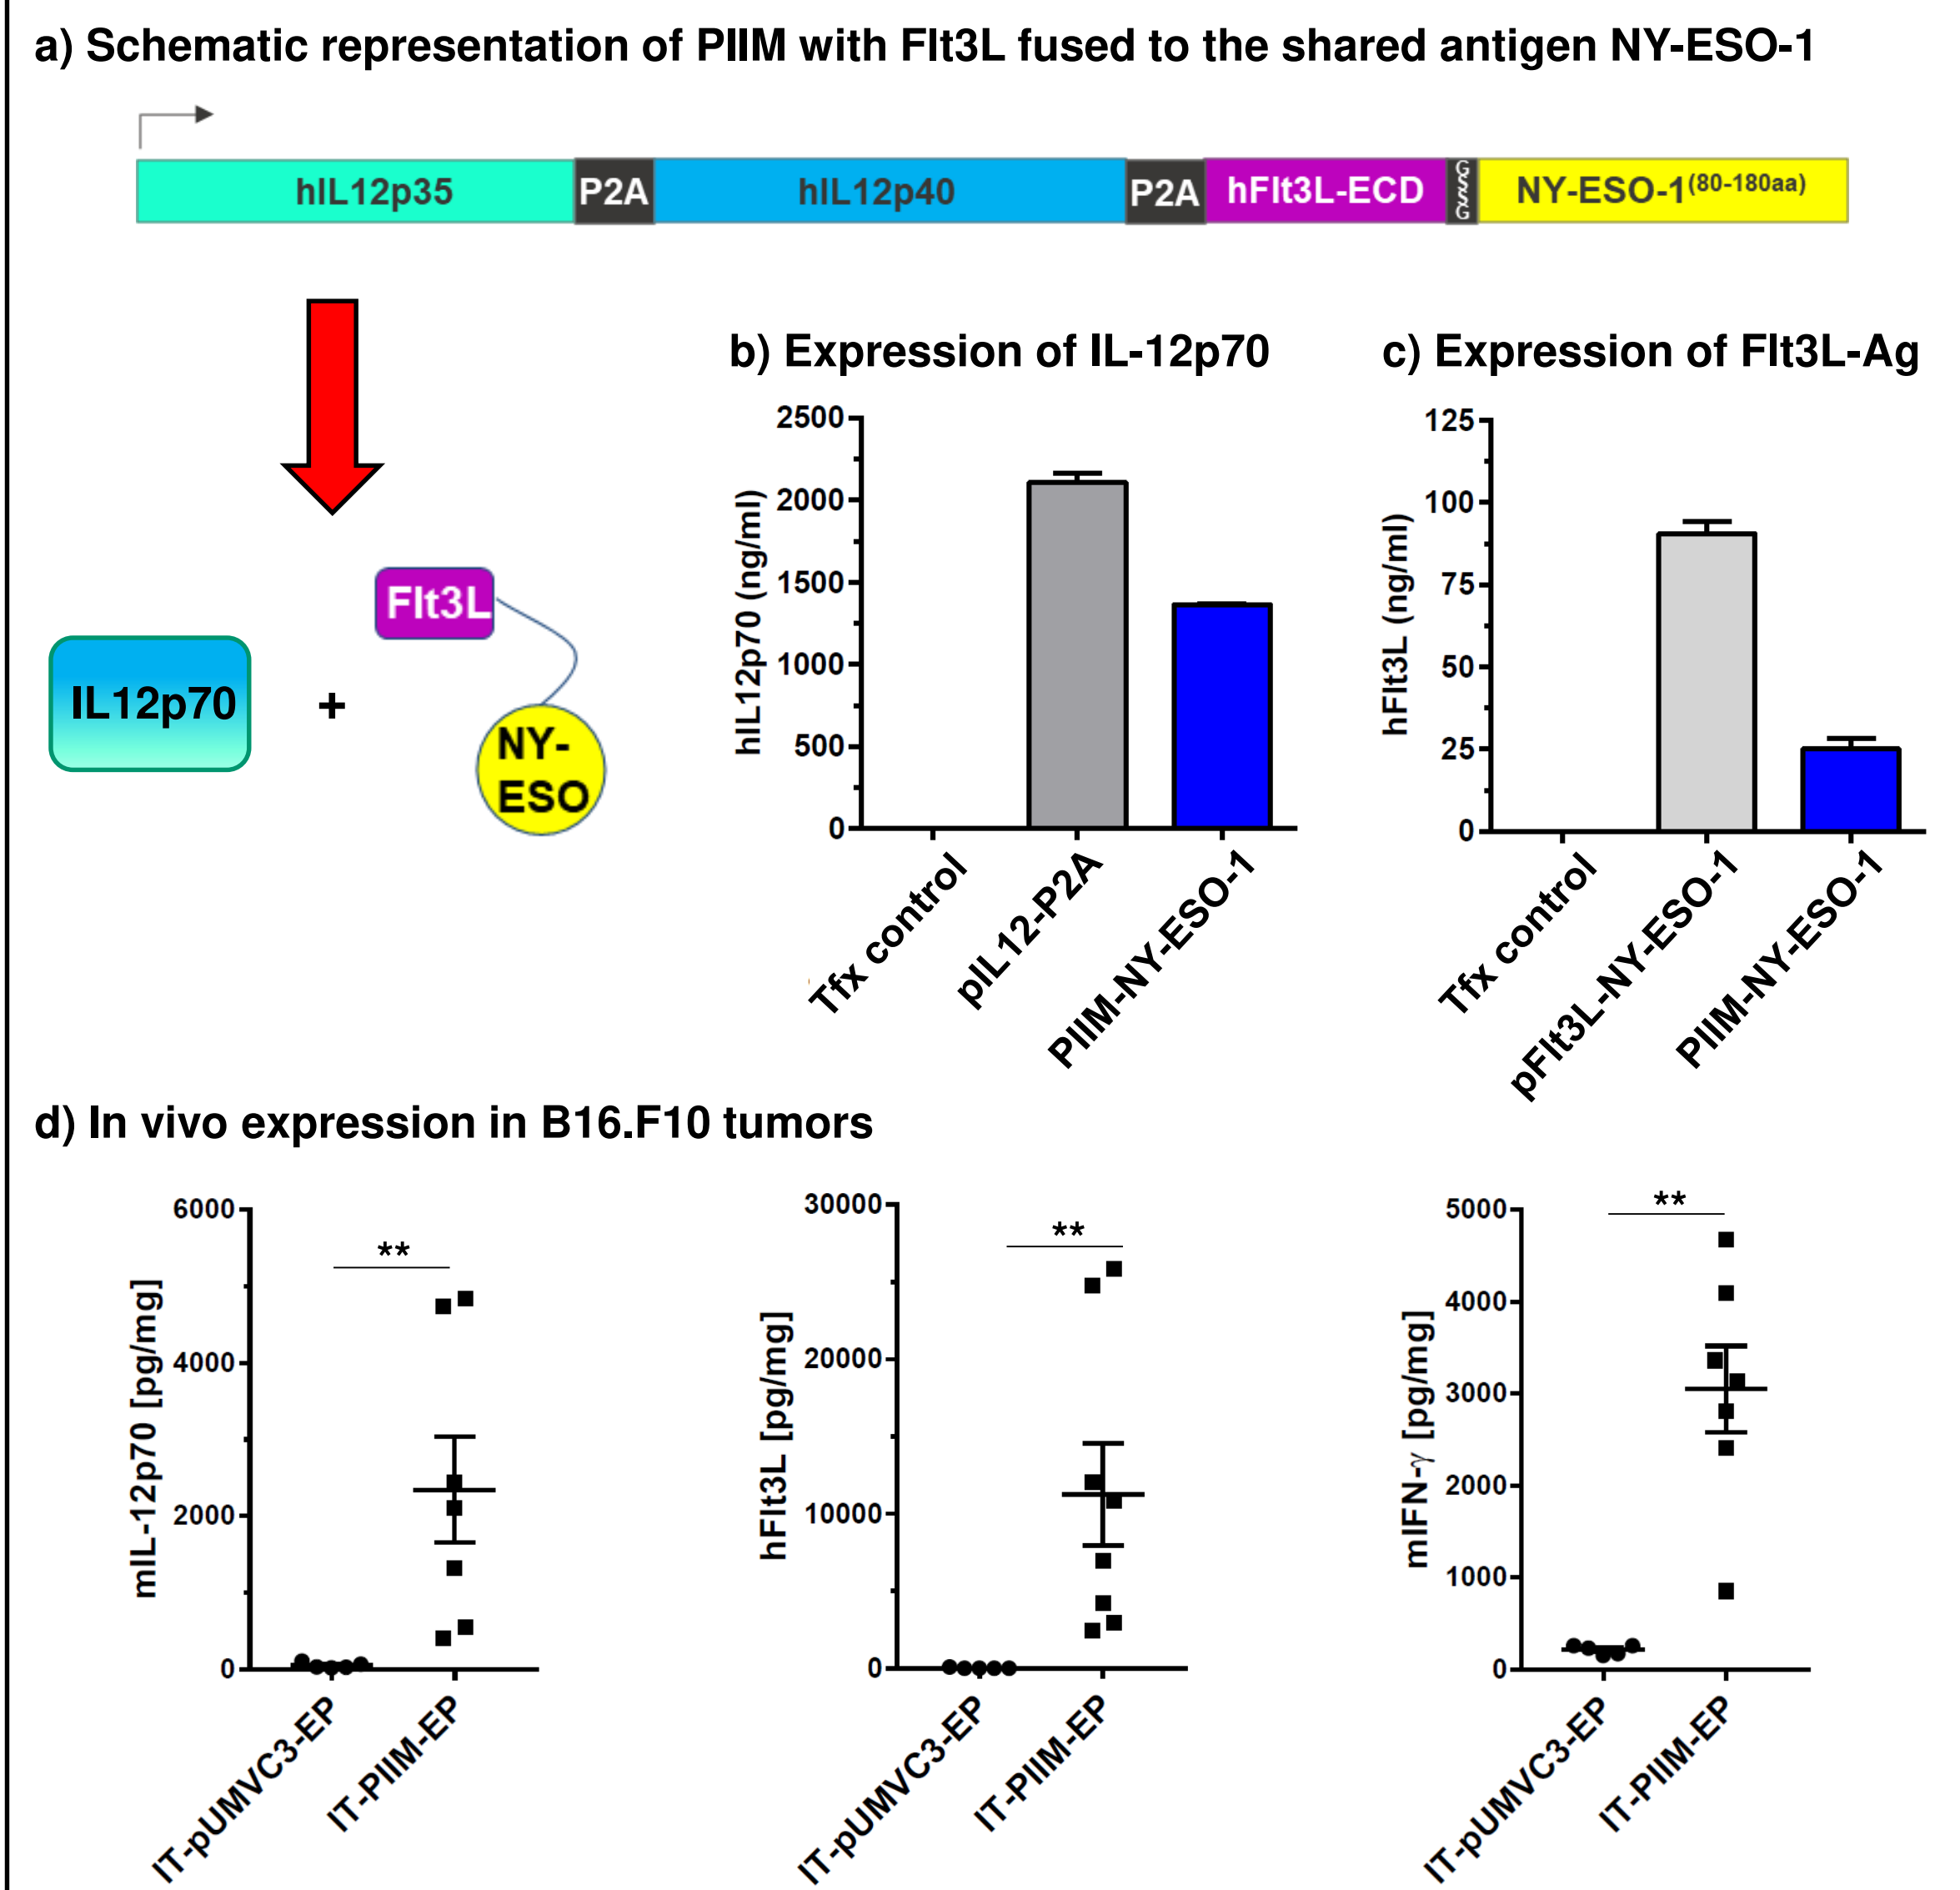 a) Schematic representation of PIIM with Flt3L fused to the shared antigen NY-ESO-1
hIL12p35 P2A hIL12p40 P2A hFlt3L-ECD GSSG NY-ESO-1(80-180aa)
b) Expression of IL-12p70
c) Expression of Flt3L-Ag
IL12p70
+
Flt3L
NY-
ESO
hIL12p70 (ng/ml)
2500
2000
1500
1000
500
0
Tfx control
pIL12-P2A
PIIM-NY-ESO-1
hFlt3L (ng/ml)
125
100
75
50
25
0
Tfx control
pFlt3L-NY-ESO-1
PIIM-NY-ESO-1
d) In vivo expression in B16.F10 tumors
mIL-12p70 [pg/mg]
6000
4000
2000
0
**
IT-pUMVC3-EP
IT-PIIM-EP
hFlt3L [pg/mg]
30000
20000
10000
0
**
IT-pUMVC3-EP
IT-PIIM-EP
mIFN-γ [pg/mg]
5000
4000
3000
2000
1000
0
**
IT-pUMVC3-EP
IT-PIIM-EP